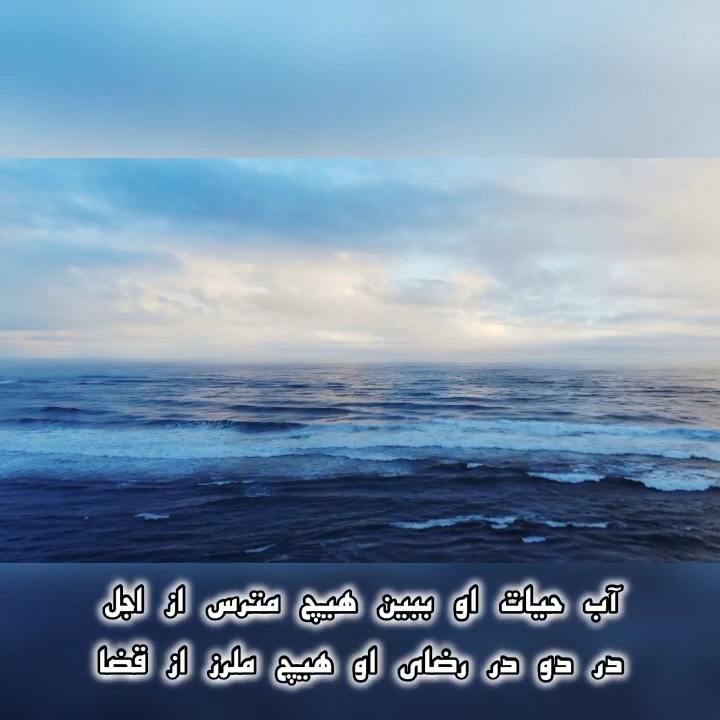 آب حیات او ببین هیچ مترس از اجل
در دو در رضای او هیچ ملرز از قضا